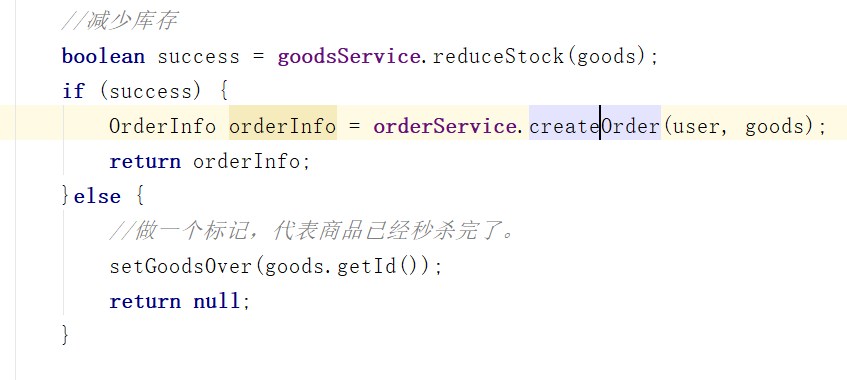 //减少库存
boolean success = goodsService.reduceStock(goods);
if (success) {
OrderInfo orderInfo = orderService.createOrder(user, goods);
return orderInfo;
}else {
//做一个标记，代表商品已经秒杀完了。
setGoodsOver(goods.getId());
return null;
}